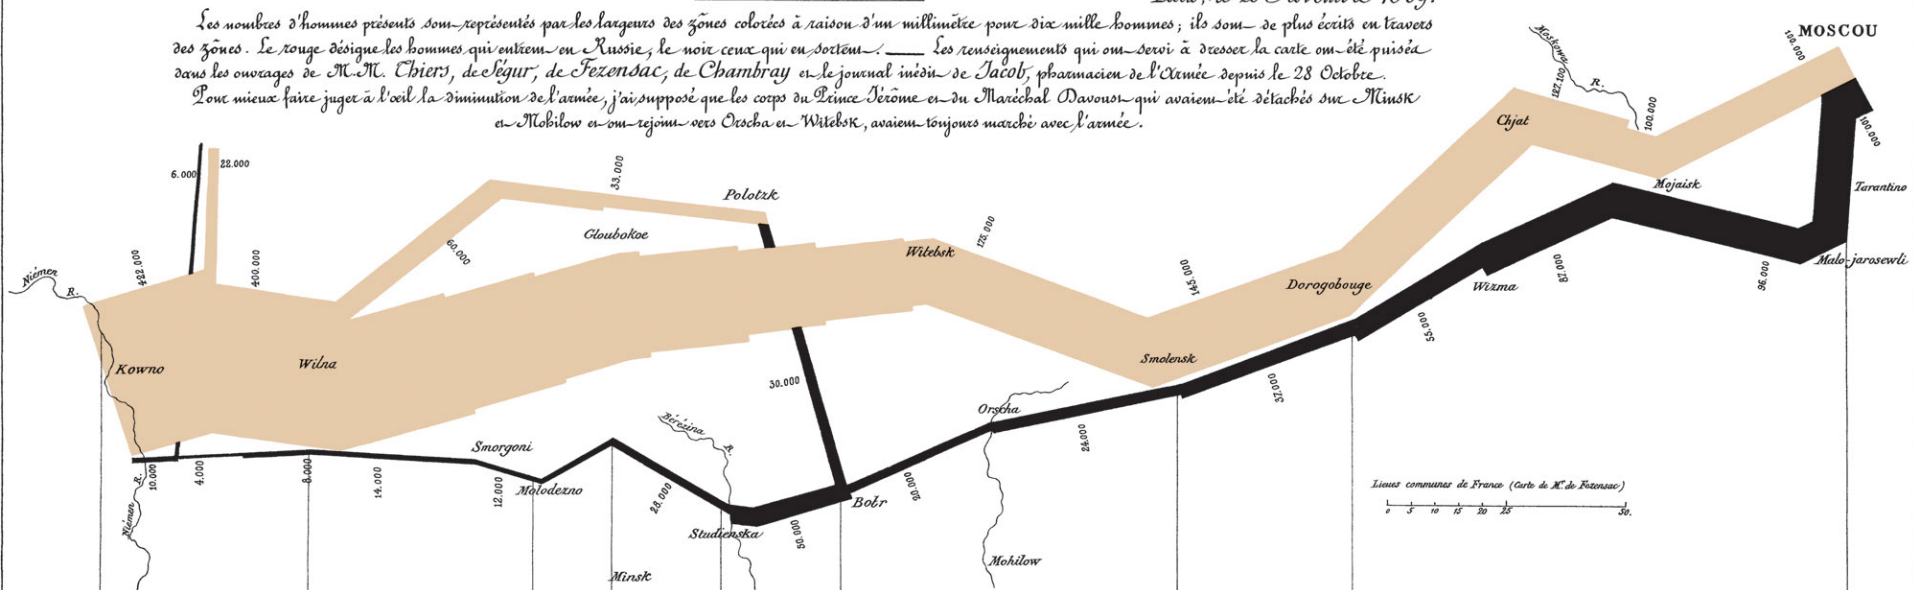 Les nombres d'hommes présents sont représentés par les largeurs des zônes colorées à raison d'un millimètre pour dix mille hommes; ils sont de plus écrits en travers
des zônes. Le rouge désigne les hommes qui entrent en Russie, le noir ceux qui en sortent. — Les renseignements qui ont servi à dresser la carte ont été puisés
dans les ouvrages de M.M. Chiers, de Ségur, de Fezensac, de Chambray et le journal inédit de Jacob, pharmacien de l'Armée depuis le 28 Octobre.
Pour mieux faire juger à l'œil la diminution de l'armée, j'ai supposé que les corps du Prince Jérôme et du Maréchal Davoust qui avaient été détachés sur Minsk
et Mohilow et ont rejoint vers Orscha et Witebsk, avaient toujours marché avec l'armée.
MOSCOU
100.000
Moskowa R.
127.100
100.000
Chjat
Mojaisk
100.000
Tarantino
Malo-jarosewli
6.000
22.000
33.000
Polotzk
Gloubokoe
60.000
175.000
Witebsk
422.000
400.000
Niémen R.
145.000
Dorogobouge
Wizma
96.000
Kowno
Wilna
Smolensk
55.000
30.000
37.000
Orscha
Bérézina R.
24.000
Smorgoni
10.000
4.000
8.000
14.000
12.000
Molodezno
28.000
20.000
Bobr
Studienska
50.000
Niémen R.
Minsk
Mohilow
Lieues communes de France (Carte de M. de Fezensac)
0 5 10 15 20 25 50.